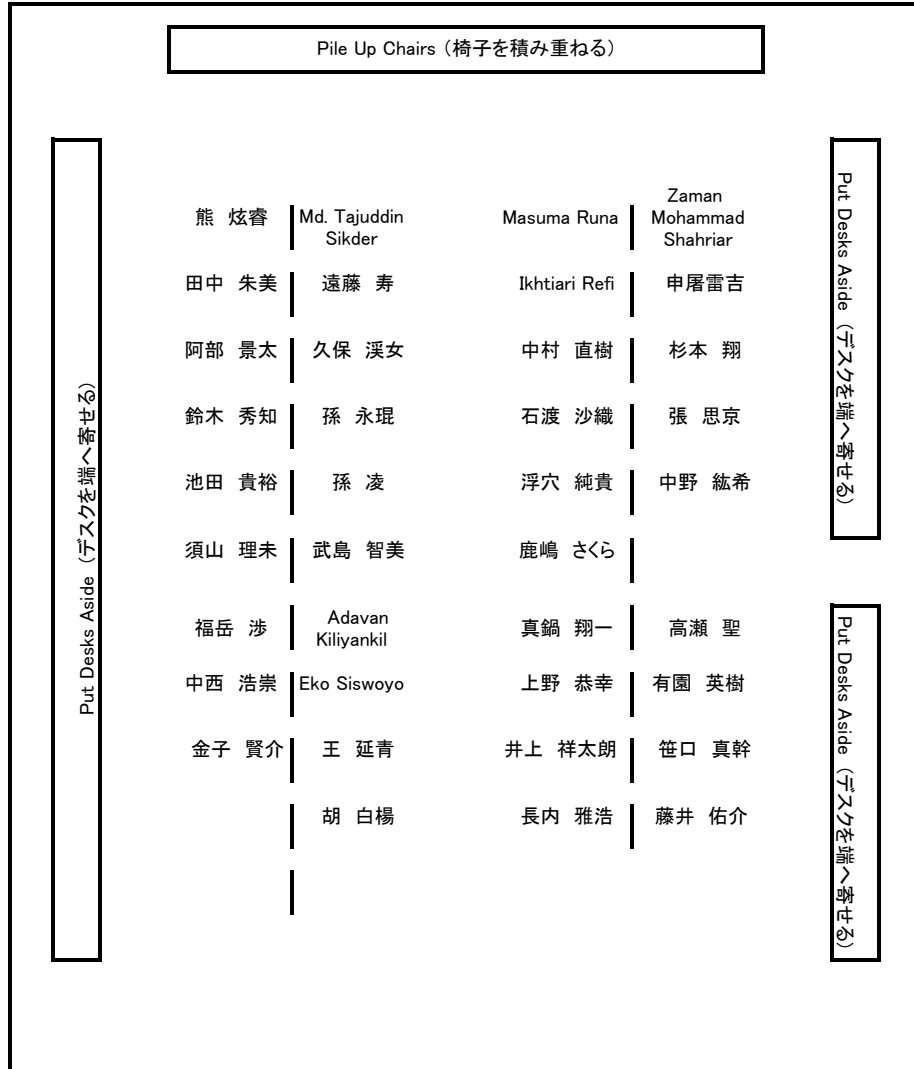 Pile Up Chairs（椅子を積み重ねる）
Put Desks Aside（デスクを端へ寄せる）
熊　炫睿
Md. Tajuddin
Sikder
Masuma Runa
Zaman
Mohammad
Shahriar
田中　朱美
遠藤　寿
Ikhtiari Refi
申屠雷吉
阿部　景太
久保　渓女
中村　直樹
杉本　翔
鈴木　秀知
孫　永琨
石渡　沙織
張　思京
池田　貴裕
孫　凌
浮穴　純貴
中野　紘希
須山　理未
武島　智美
鹿嶋　さくら
福岳　渉
Adavan
Kiliyankil
真鍋　翔一
高瀬　聖
中西　浩崇
Eko Siswoyo
上野　恭幸
有園　英樹
金子　賢介
王　延青
井上　祥太朗
笹口　真幹
胡　白楊
長内　雅浩
藤井　佑介
Put Desks Aside（デスクを端へ寄せる）
Put Desks Aside（デスクを端へ寄せる）